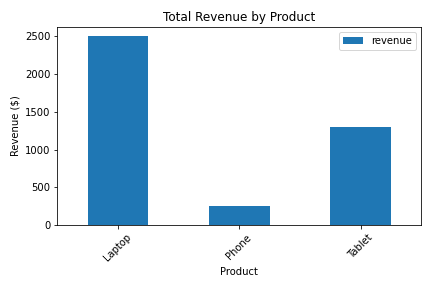 Total Revenue by Product
revenue
Revenue ($)
2500
2000
1500
1000
500
0
Laptop
Phone
Tablet
Product